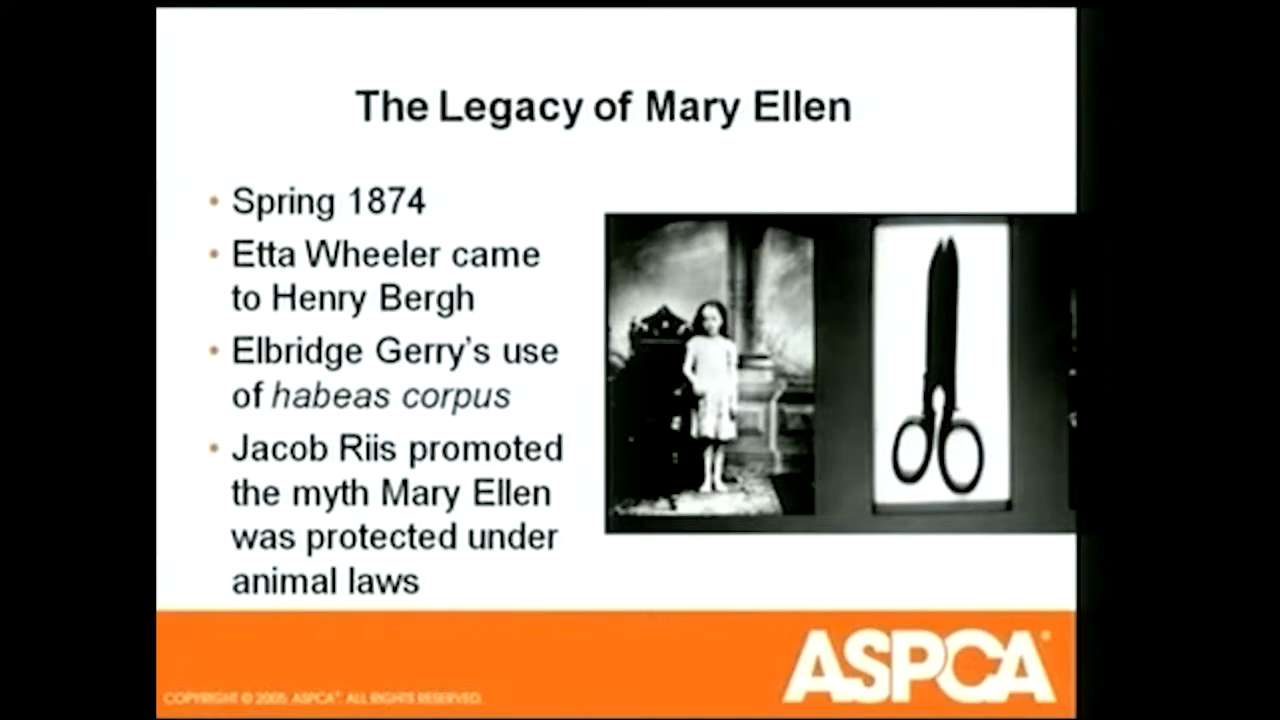 The Legacy of Mary Ellen
• Spring 1874
• Etta Wheeler came
to Henry Bergh
• Elbridge Gerry's use
of habeas corpus
• Jacob Riis promoted
the myth Mary Ellen
was protected under
animal laws
ASPCA®
COPYRIGHT © 2005. ASPCA®. ALL RIGHTS RESERVED.